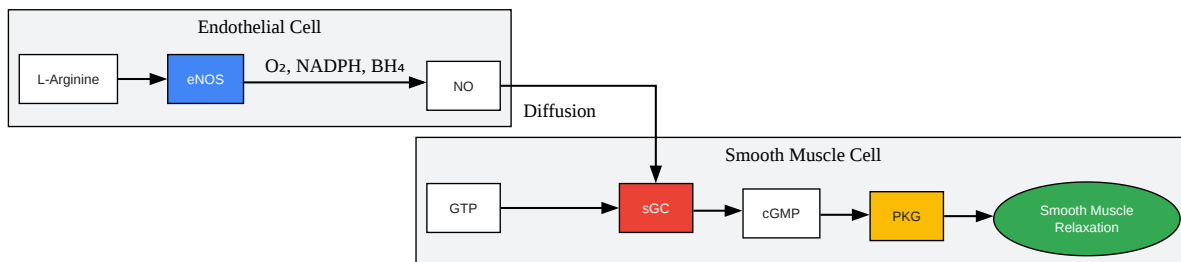 Endothelial Cell
L-Arginine
eNOS
O₂, NADPH, BH₄
NO
Diffusion
Smooth Muscle Cell
GTP
sGC
cGMP
PKG
Smooth Muscle
Relaxation